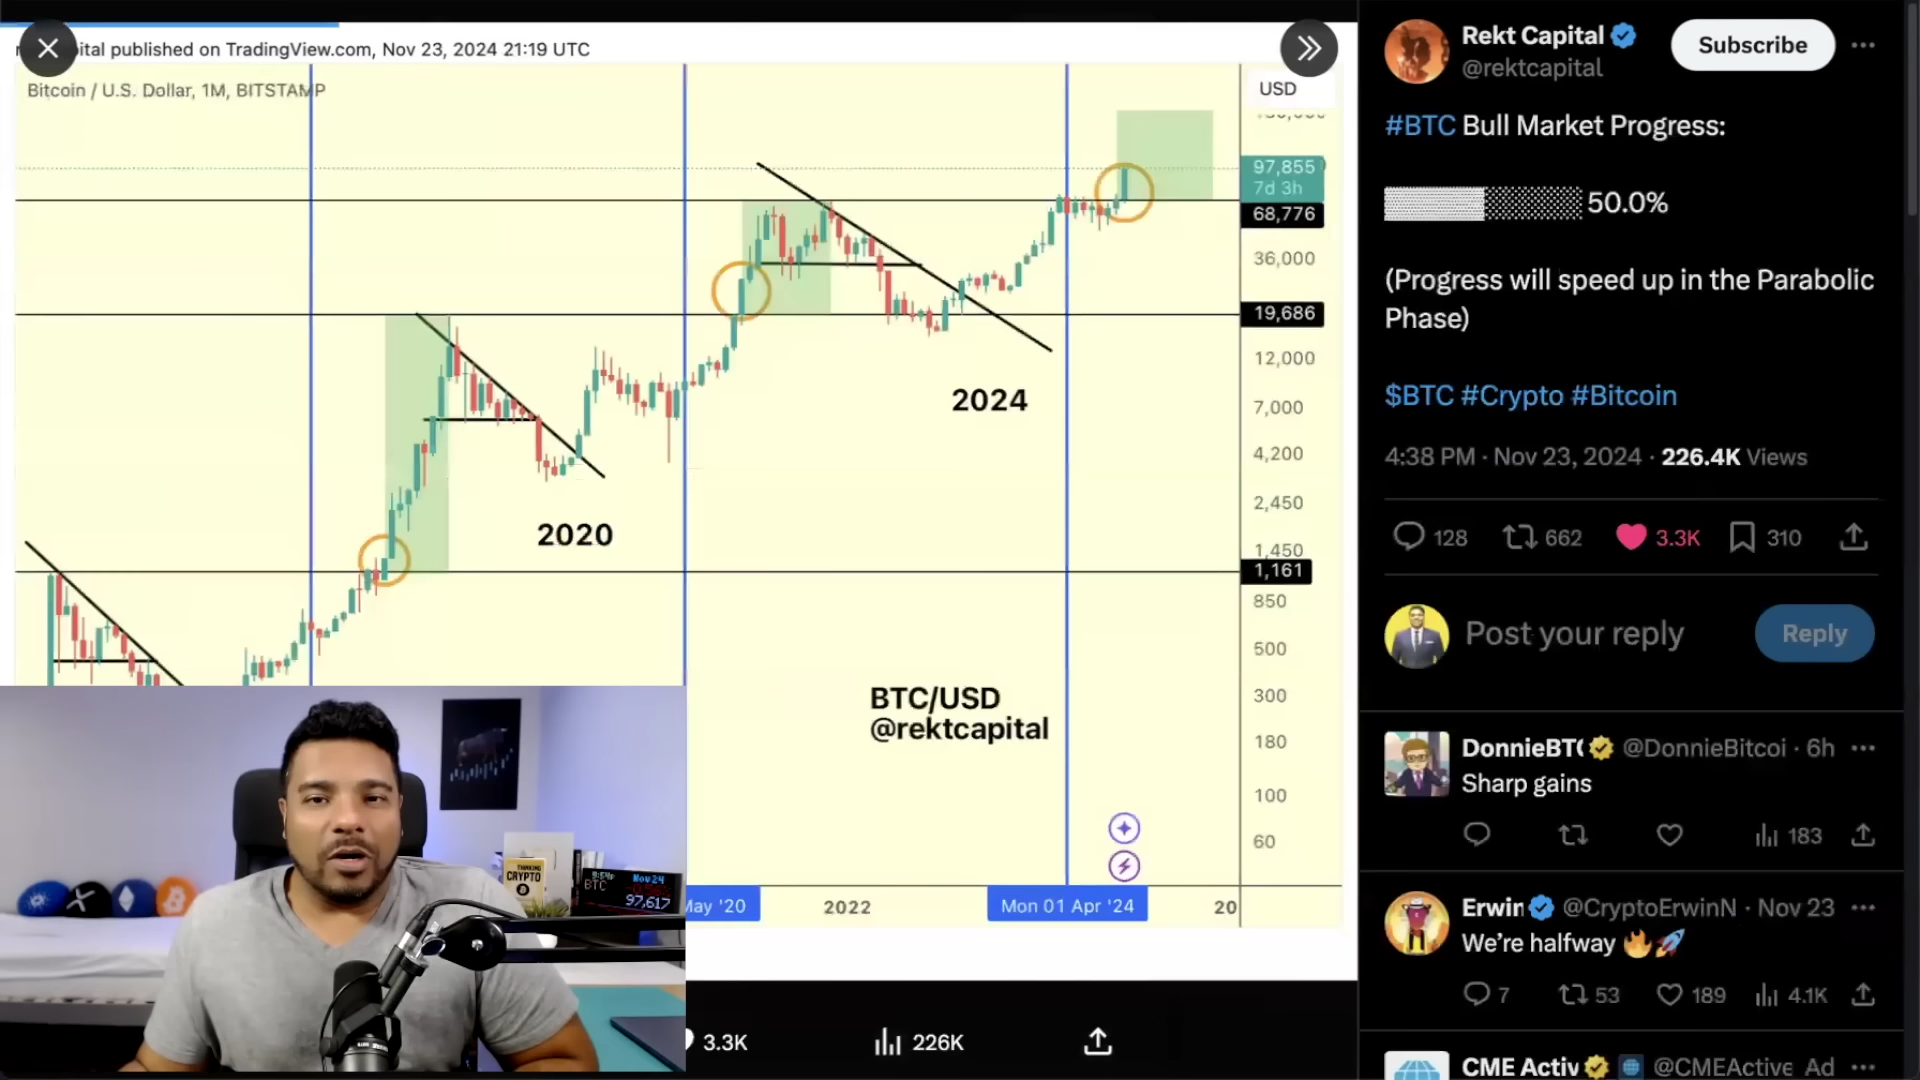 ital published on TradingView.com, Nov 23, 2024 21:19 UTC
Bitcoin / U.S. Dollar, 1M, BITSTAMP
USD
97,855
7d 3h
68,776
36,000
19,686
12,000
7,000
4,200
2,450
1,450
1,161
850
500
300
180
100
60
2020
2024
BTC/USD
@rektcapital
May '20
2022
Mon 01 Apr '24
20
THINKING
CRYPTO
Nov 24
BTC
97,617
3.3K
226K
Rekt Capital
@rektcapital
Subscribe
#BTC Bull Market Progress:
50.0%
(Progress will speed up in the Parabolic
Phase)
$BTC #Crypto #Bitcoin
4:38 PM · Nov 23, 2024 · 226.4K Views
128 662 3.3K 310
Post your reply
Reply
DonnieBT @DonnieBitcoi · 6h
Sharp gains
183
Erwin @CryptoErwinN · Nov 23
We’re halfway 🔥🚀
7 53 189 4.1K
CME Activ @CMEActive Ad